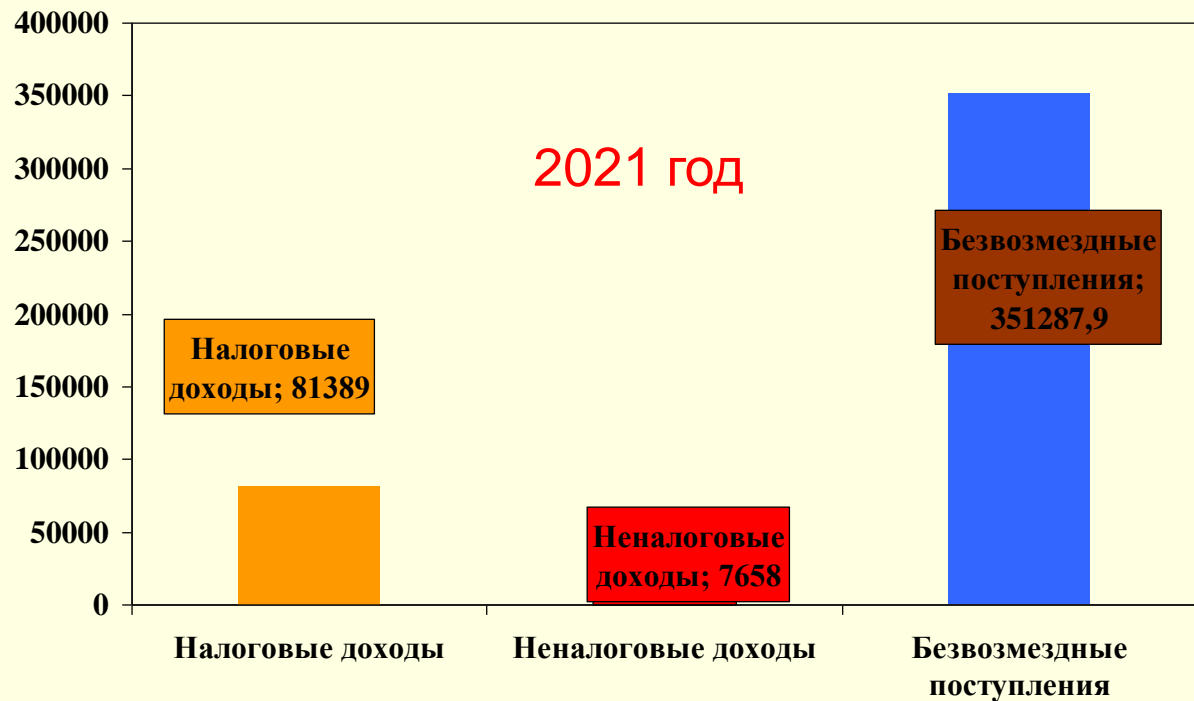 400000
350000
300000
250000
200000
150000
100000
50000
0
2021 год
Налоговые
доходы; 81389
Неналоговые
доходы; 7658
Безвозмездные
поступления;
351287,9
Налоговые доходы
Неналоговые доходы
Безвозмездные
поступления